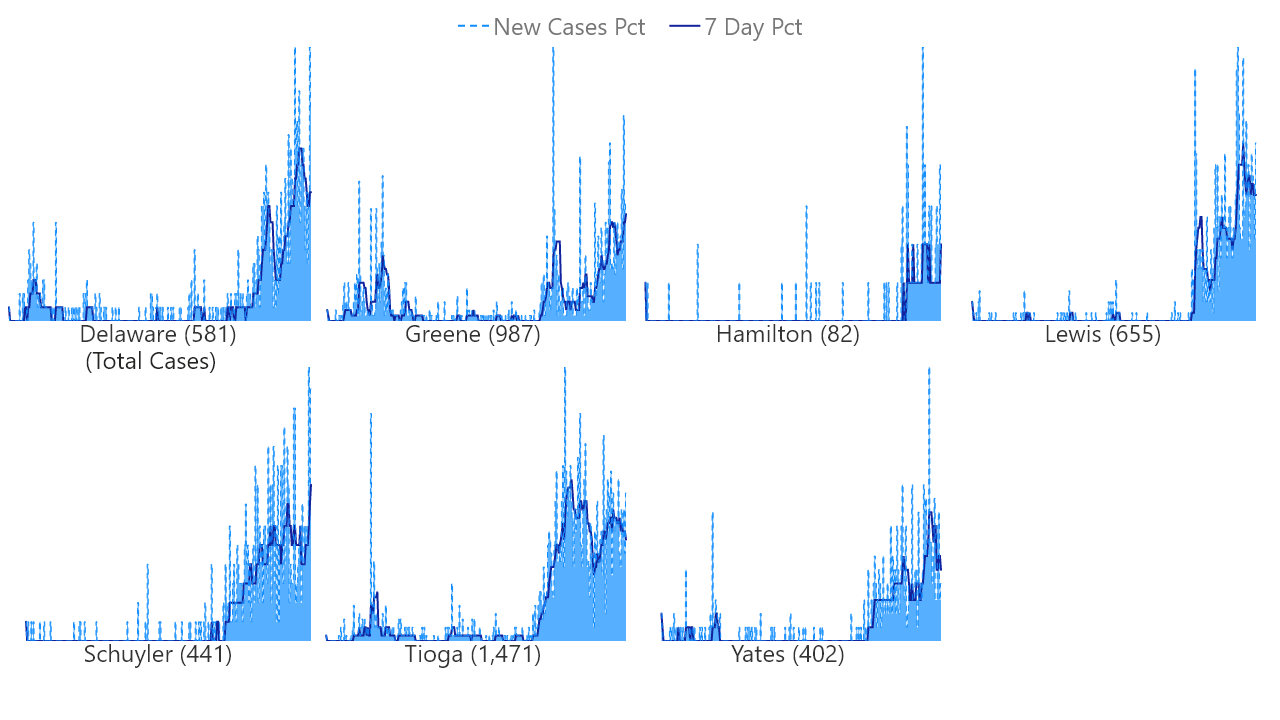 New Cases Pct 7 Day Pct
Delaware (581) Greene (987) Hamilton (82) Lewis (655)
(Total Cases)
Schuyler (441) Tioga (1,471) Yates (402)